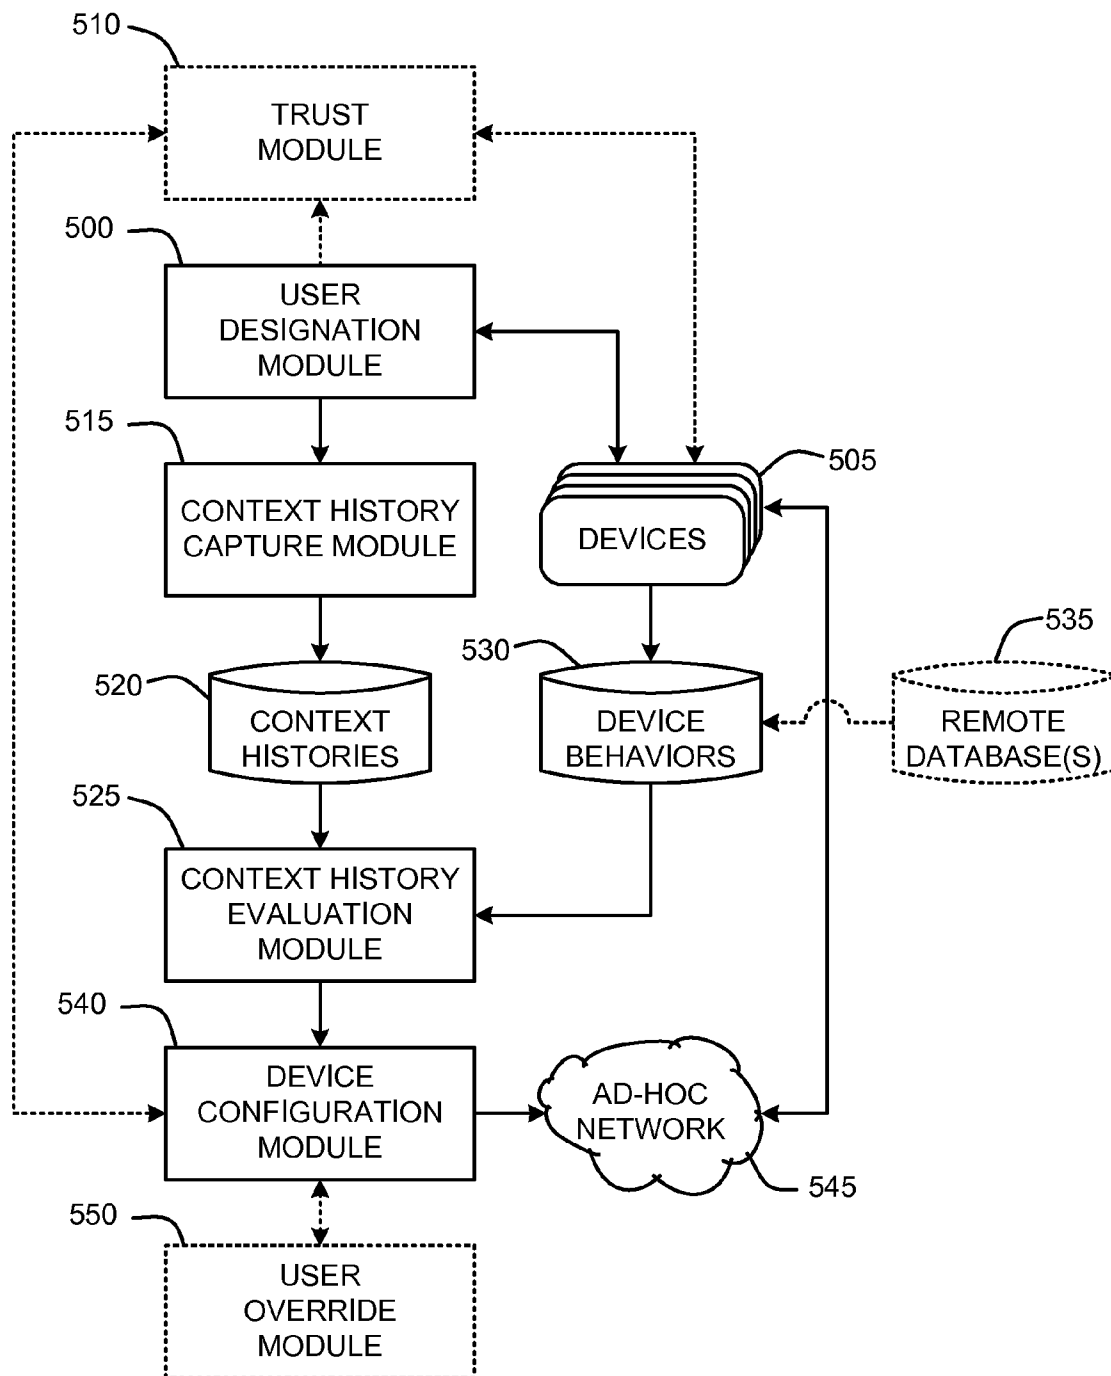 510
TRUST
MODULE
500
USER
DESIGNATION
MODULE
515
CONTEXT HISTORY
CAPTURE MODULE
505
DEVICES
520
CONTEXT
HISTORIES
530
DEVICE
BEHAVIORS
535
REMOTE
DATABASE(S)
525
CONTEXT HISTORY
EVALUATION
MODULE
540
DEVICE
CONFIGURATION
MODULE
AD-HOC
NETWORK
545
550
USER
OVERRIDE
MODULE